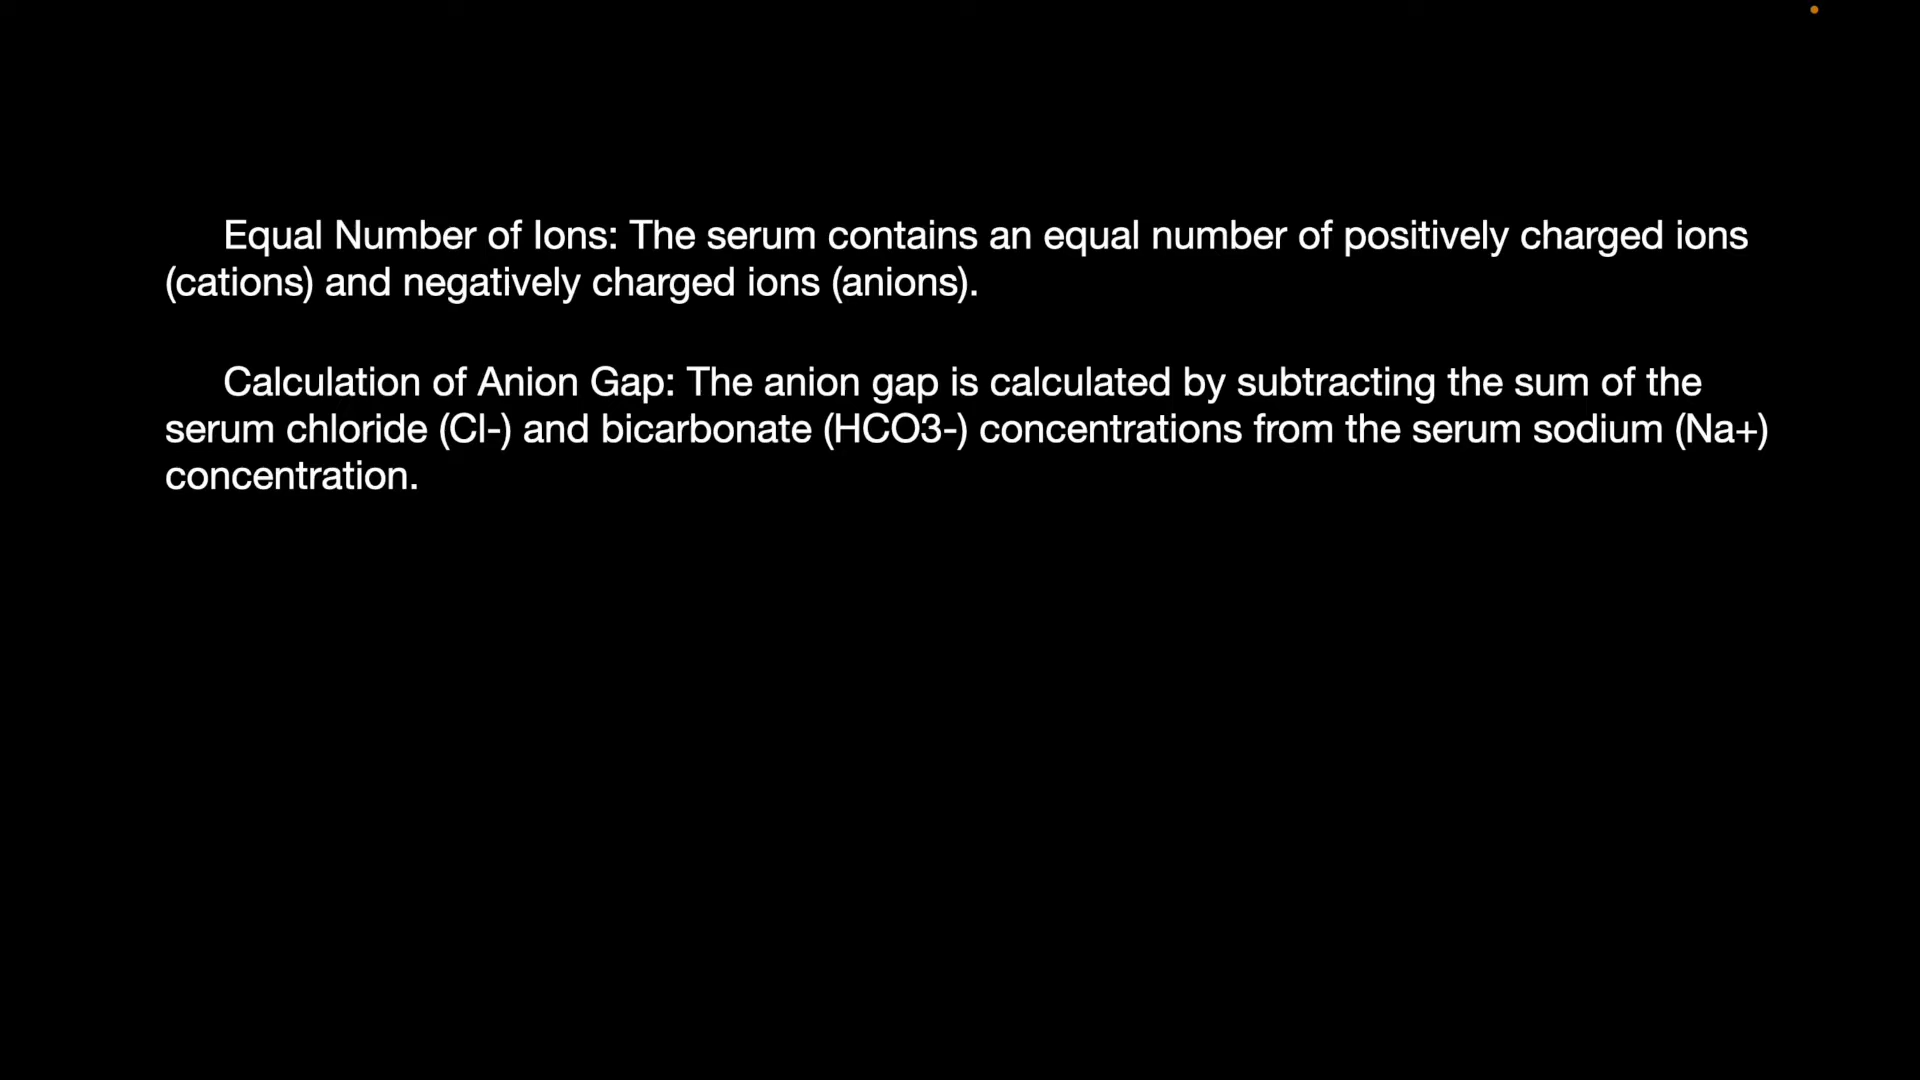 Equal Number of Ions: The serum contains an equal number of positively charged ions
(cations) and negatively charged ions (anions).
Calculation of Anion Gap: The anion gap is calculated by subtracting the sum of the
serum chloride (Cl-) and bicarbonate (HCO3-) concentrations from the serum sodium (Na+)
concentration.